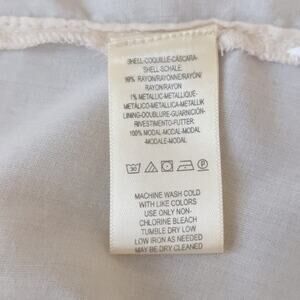 SHELL-COQUILLE-CASCARA-
SHELL-SCHALE:
99% RAYON/RAYONNE/RAYÓN/
RAYON/RAYON
1% METALLIC-METALLIQUE-
METÁLICO-METALLICA-METALLIK
LINING-DOUBLURE-GUARNICIÓN-
RIVESTIMENTO-FUTTER:
100% MODAL-MODAL-MODAL
-MODALE-MODAL
30
P
MACHINE WASH COLD
WITH LIKE COLORS
USE ONLY NON-
CHLORINE BLEACH
TUMBLE DRY LOW
LOW IRON AS NEEDED
MAY BE DRY CLEANED